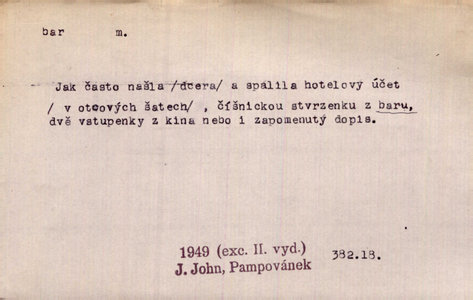 bar m.
Jak často našla /dcera/ a spálila hotelový účet
/ v otcových šatech/ , číšnickou stvrzenku z baru,
dvě vstupenky z kina nebo i zapomenutý dopis.
1949 (exc. II. vyd.)
J. John, Pampovánek
382.18.